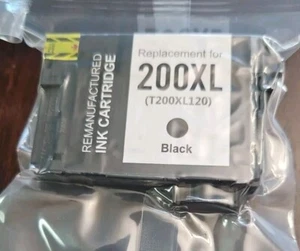 REMANUFACTURED
INK CARTRIDGE
Replacement for
200XL
(T200XL120)
Black